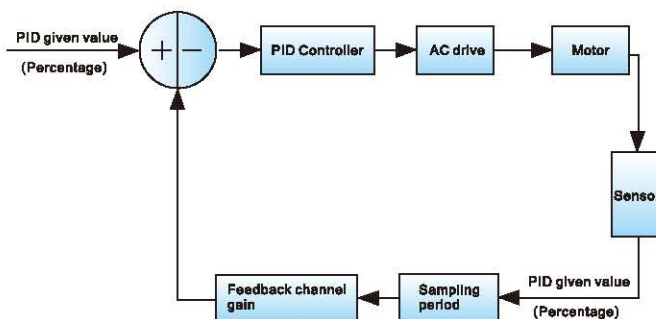 PID given value
(Percentage)
+ −
PID Controller
AC drive
Motor
Senso
PID given value
(Percentage)
Sampling
period
Feedback channel
gain